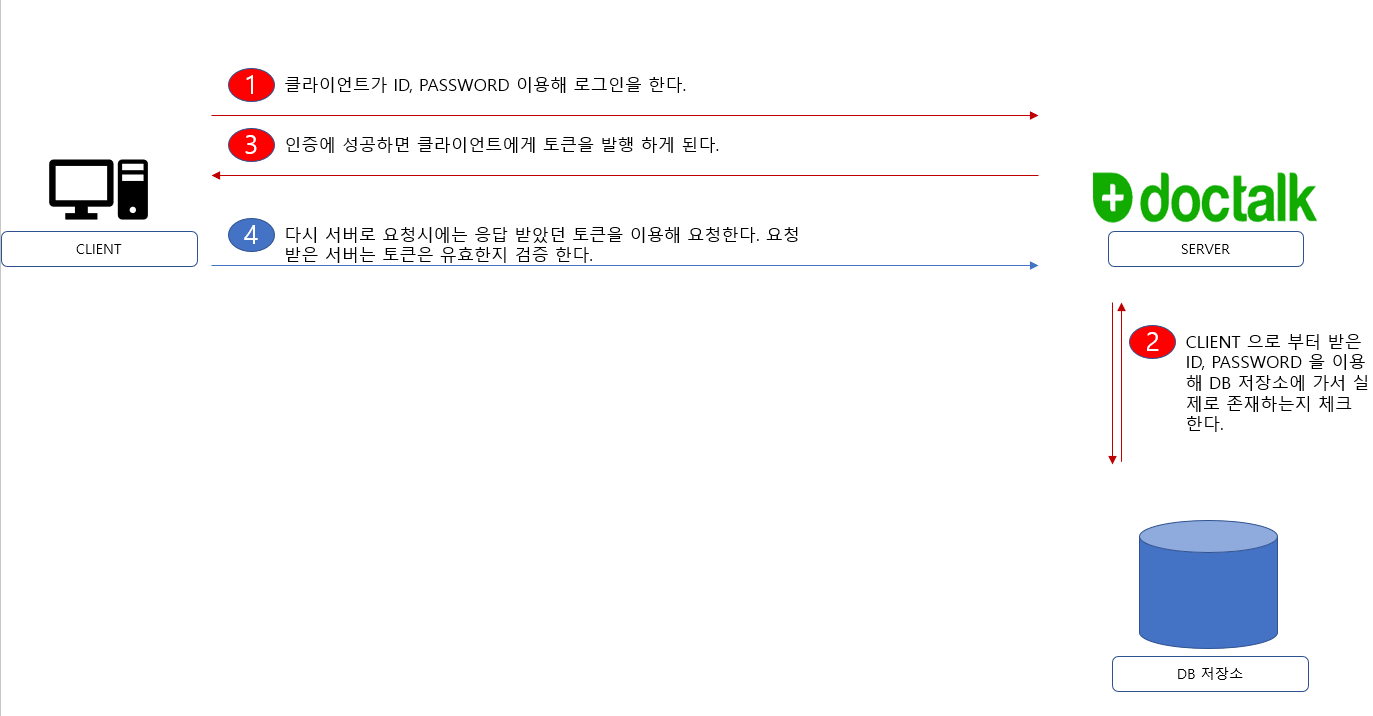 1 클라이언트가 ID, PASSWORD 이용해 로그인을 한다.
3 인증에 성공하면 클라이언트에게 토큰을 발행 하게 된다.
4 다시 서버로 요청시에는 응답 받았던 토큰을 이용해 요청한다. 요청
받은 서버는 토큰은 유효한지 검증 한다.
CLIENT
doctalk
SERVER
2 CLIENT 으로 부터 받은
ID, PASSWORD 을 이용
해 DB 저장소에 가서 실
제로 존재하는지 체크
한다.
DB 저장소